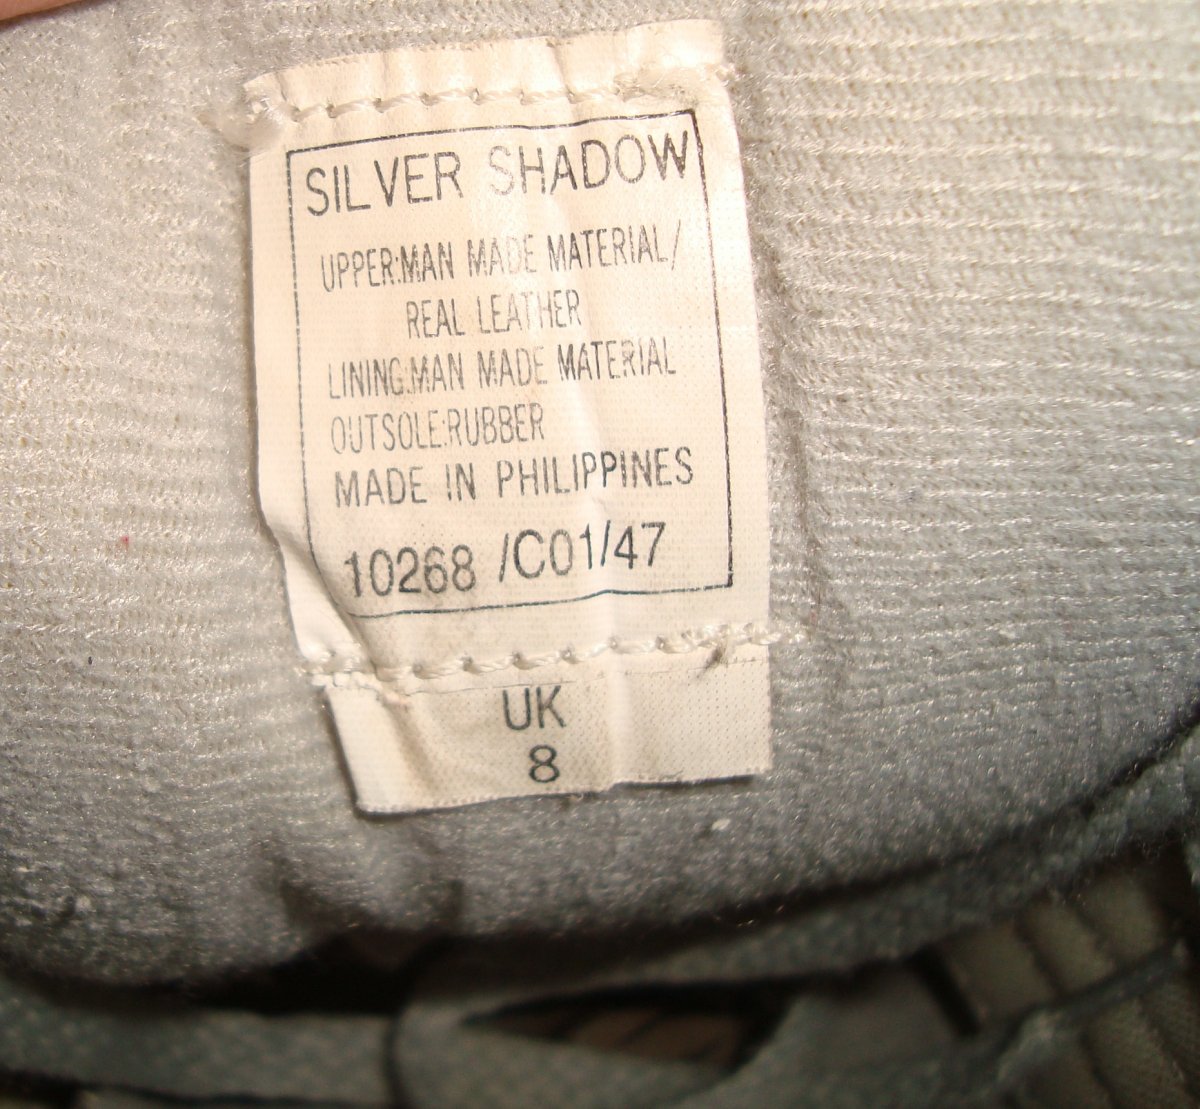 SILVER SHADOW
UPPER:MAN MADE MATERIAL/
REAL LEATHER
LINING:MAN MADE MATERIAL
OUTSOLE:RUBBER
MADE IN PHILIPPINES
10268 /C01/47
UK
8